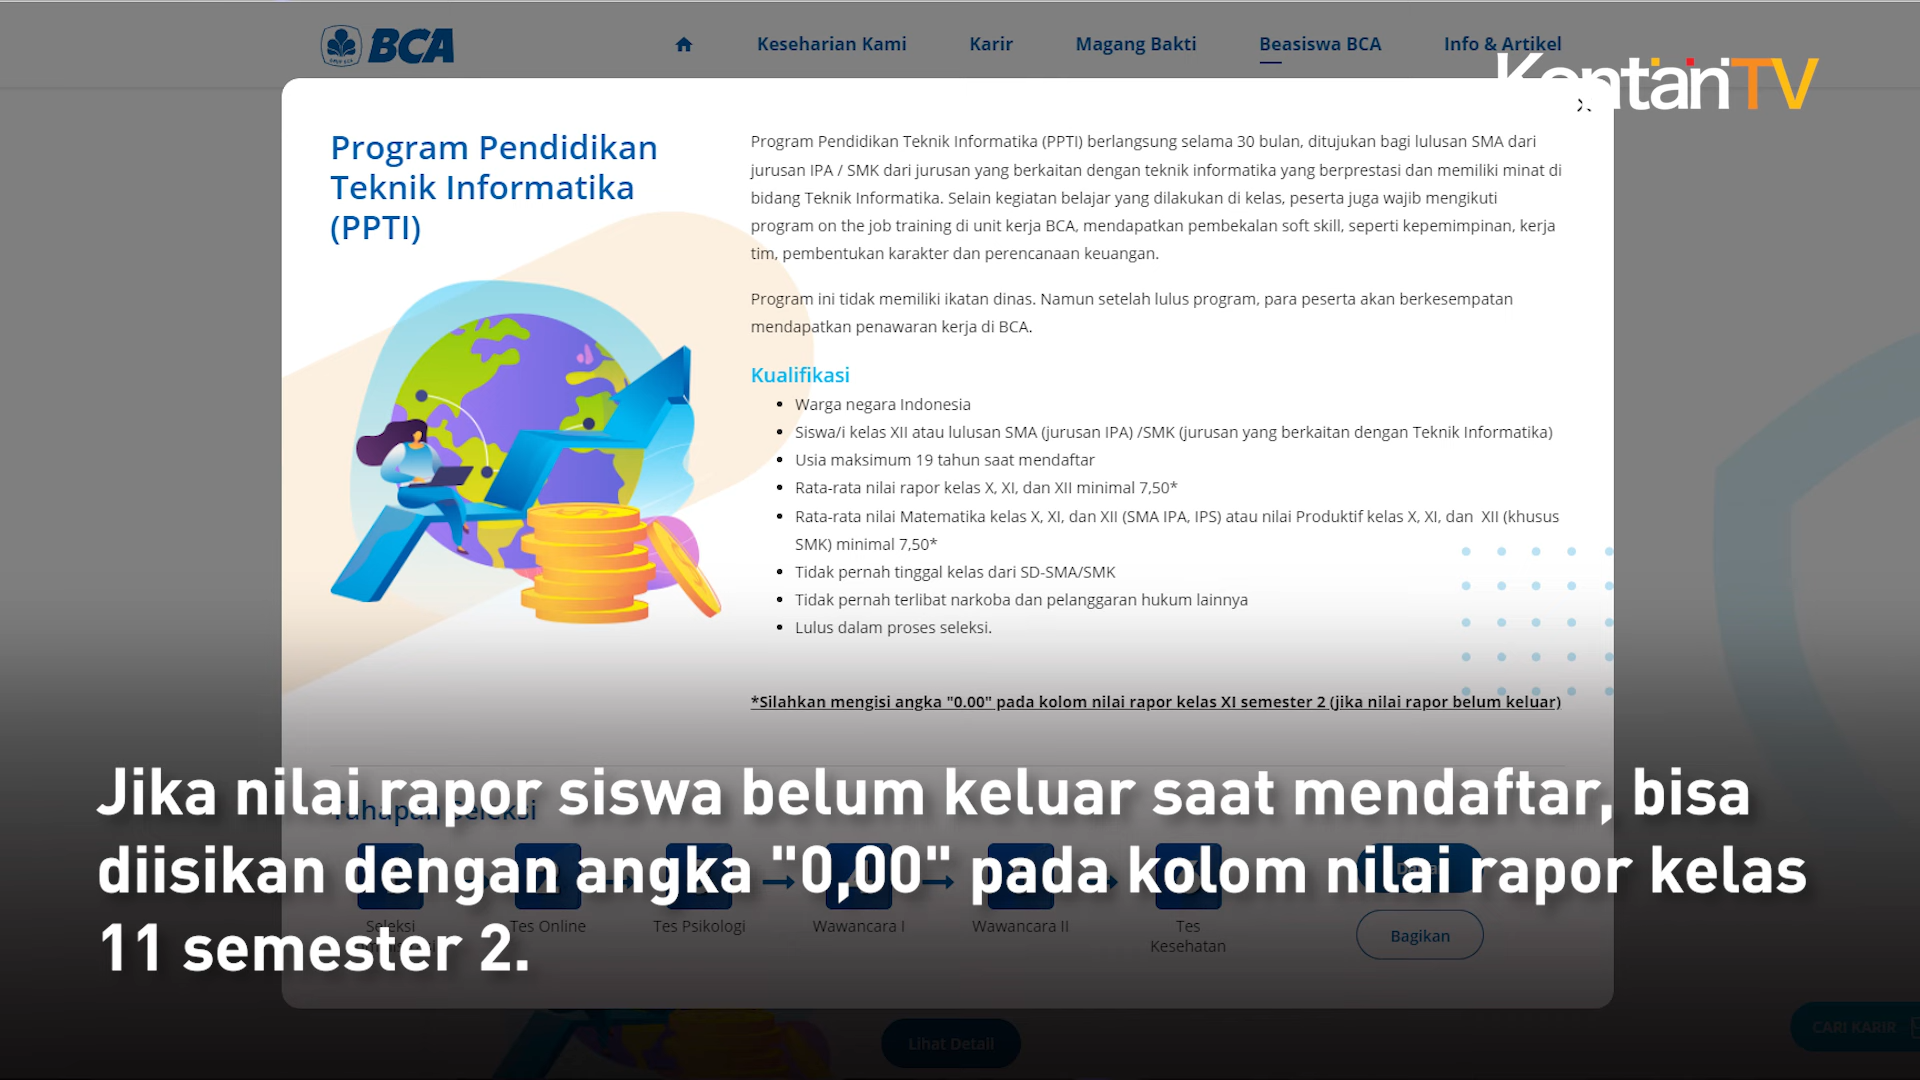 BCA
Keseharian Kami
Karir
Magang Bakti
Beasiswa BCA
Info & Artikel
KontanTV
Program Pendidikan
Teknik Informatika
(PPTI)
Program Pendidikan Teknik Informatika (PPTI) berlangsung selama 30 bulan, ditujukan bagi lulusan SMA dari
jurusan IPA / SMK dari jurusan yang berkaitan dengan teknik informatika yang berprestasi dan memiliki minat di
bidang Teknik Informatika. Selain kegiatan belajar yang dilakukan di kelas, peserta juga wajib mengikuti
program on the job training di unit kerja BCA, mendapatkan pembekalan soft skill, seperti kepemimpinan, kerja
tim, pembentukan karakter dan perencanaan keuangan.
Program ini tidak memiliki ikatan dinas. Namun setelah lulus program, para peserta akan berkesempatan
mendapatkan penawaran kerja di BCA.
Kualifikasi
• Warga negara Indonesia
• Siswa/i kelas XII atau lulusan SMA (jurusan IPA) /SMK (jurusan yang berkaitan dengan Teknik Informatika)
• Usia maksimum 19 tahun saat mendaftar
• Rata-rata nilai rapor kelas X, XI, dan XII minimal 7,50*
• Rata-rata nilai Matematika kelas X, XI, dan XII (SMA IPA, IPS) atau nilai Produktif kelas X, XI, dan XII (khusus
SMK) minimal 7,50*
• Tidak pernah tinggal kelas dari SD-SMA/SMK
• Tidak pernah terlibat narkoba dan pelanggaran hukum lainnya
• Lulus dalam proses seleksi.
*Silahkan mengisi angka "0.00" pada kolom nilai rapor kelas XI semester 2 (jika nilai rapor belum keluar)
Jika nilai rapor siswa belum keluar saat mendaftar, bisa
diisikan dengan angka "0,00" pada kolom nilai rapor kelas
11 semester 2.
Tahapan Seleksi
Seleksi
Tes Online
Tes Psikologi
Wawancara I
Wawancara II
Tes
Kesehatan
Bagikan
Lihat Detail
CARI KARIR